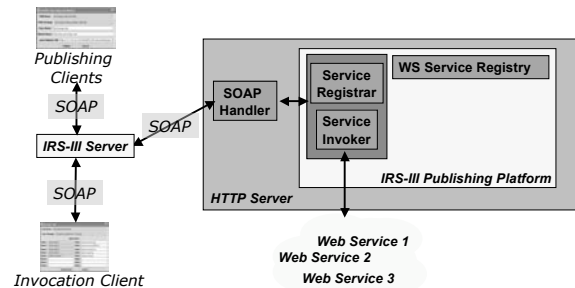 Publishing
Clients
SOAP
IRS-III Server
SOAP
SOAP
Invocation Client
SOAP
Handler
Service
Registrar
Service
Invoker
WS Service Registry
IRS-III Publishing Platform
HTTP Server
Web Service 1
Web Service 2
Web Service 3